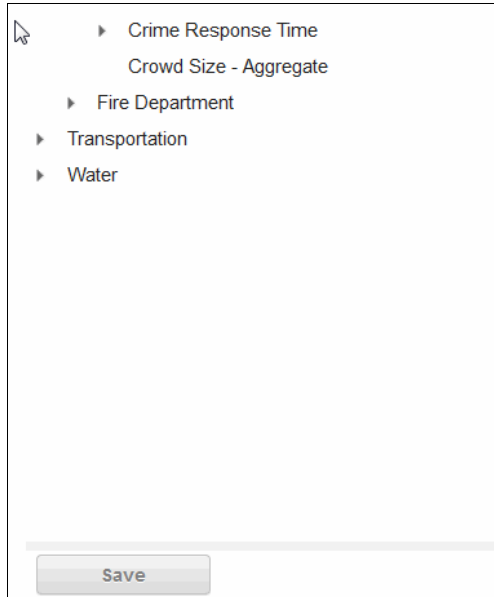 Crime Response Time
Crowd Size - Aggregate
Fire Department
Transportation
Water
Save